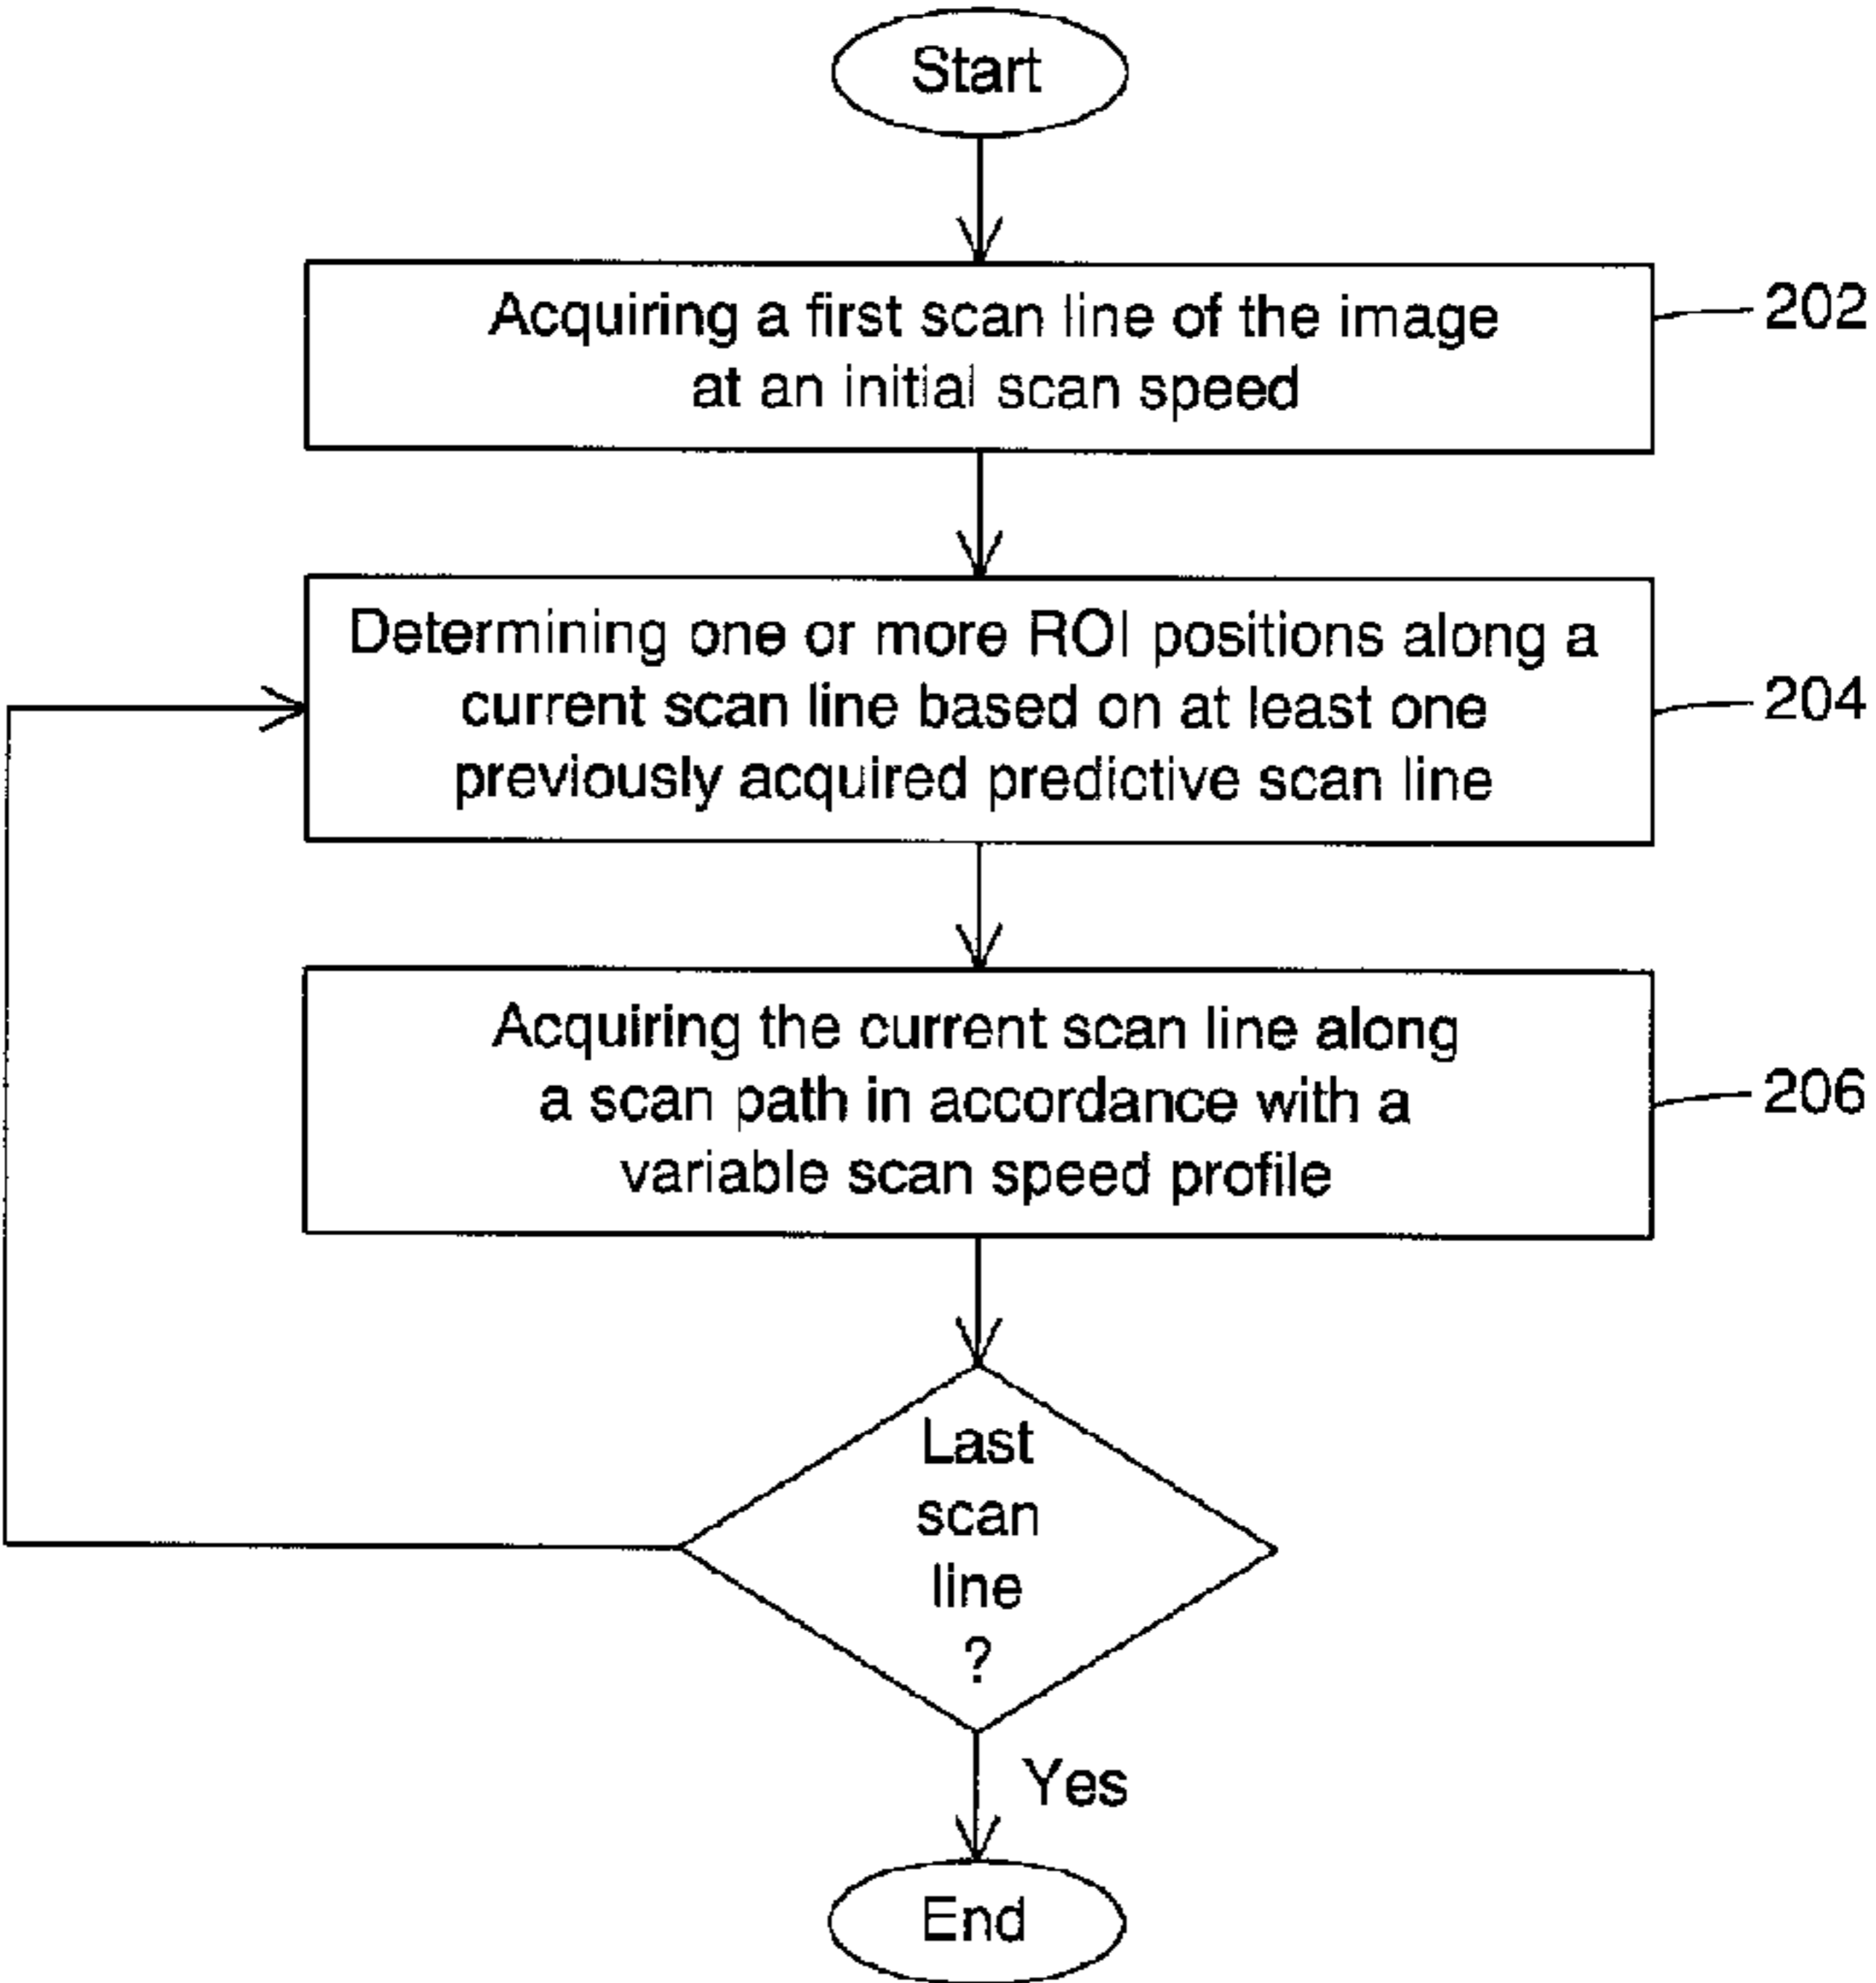 Start
Acquiring a first scan line of the image
at an initial scan speed
202
Determining one or more ROI positions along a
current scan line based on at least one
previously acquired predictive scan line
204
Acquiring the current scan line along
a scan path in accordance with a
variable scan speed profile
206
Last
scan
line
?
Yes
End